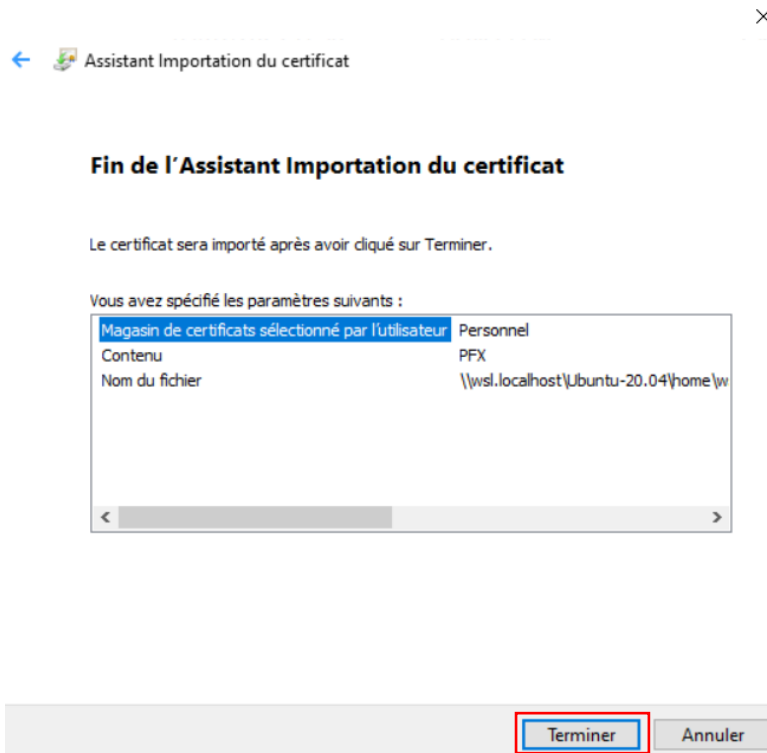 Assistant Importation du certificat
Fin de l'Assistant Importation du certificat
Le certificat sera importé après avoir cliqué sur Terminer.
Vous avez spécifié les paramètres suivants :
Magasin de certificats sélectionné par l'utilisateur Personnel
Contenu PFX
Nom du fichier \\wsl.localhost\Ubuntu-20.04\home\w
Terminer Annuler